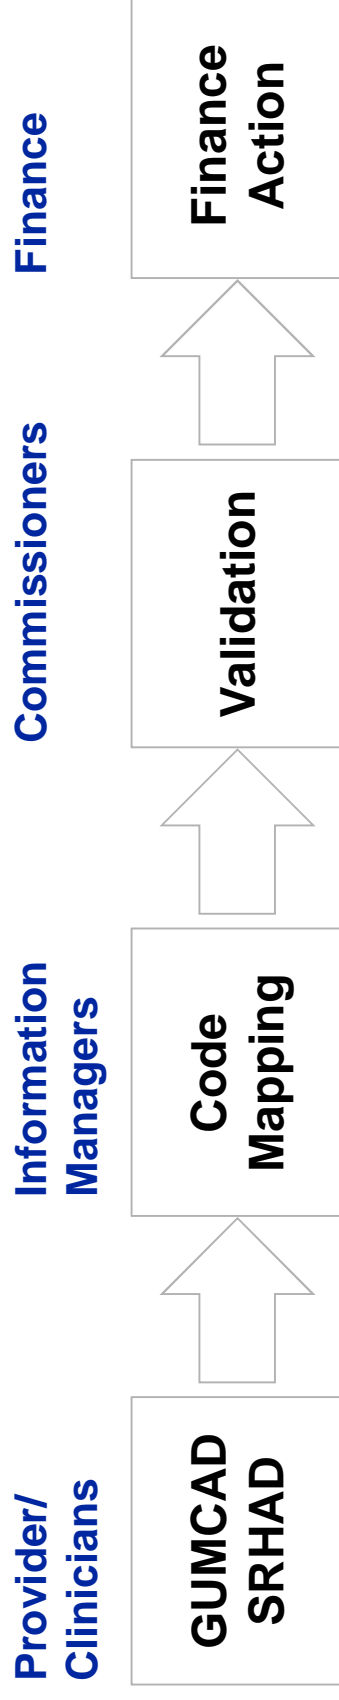 Provider/
Clinicians
Information
Managers
Commissioners
Finance
GUMCAD
SRHAD
Code
Mapping
Validation
Finance
Action